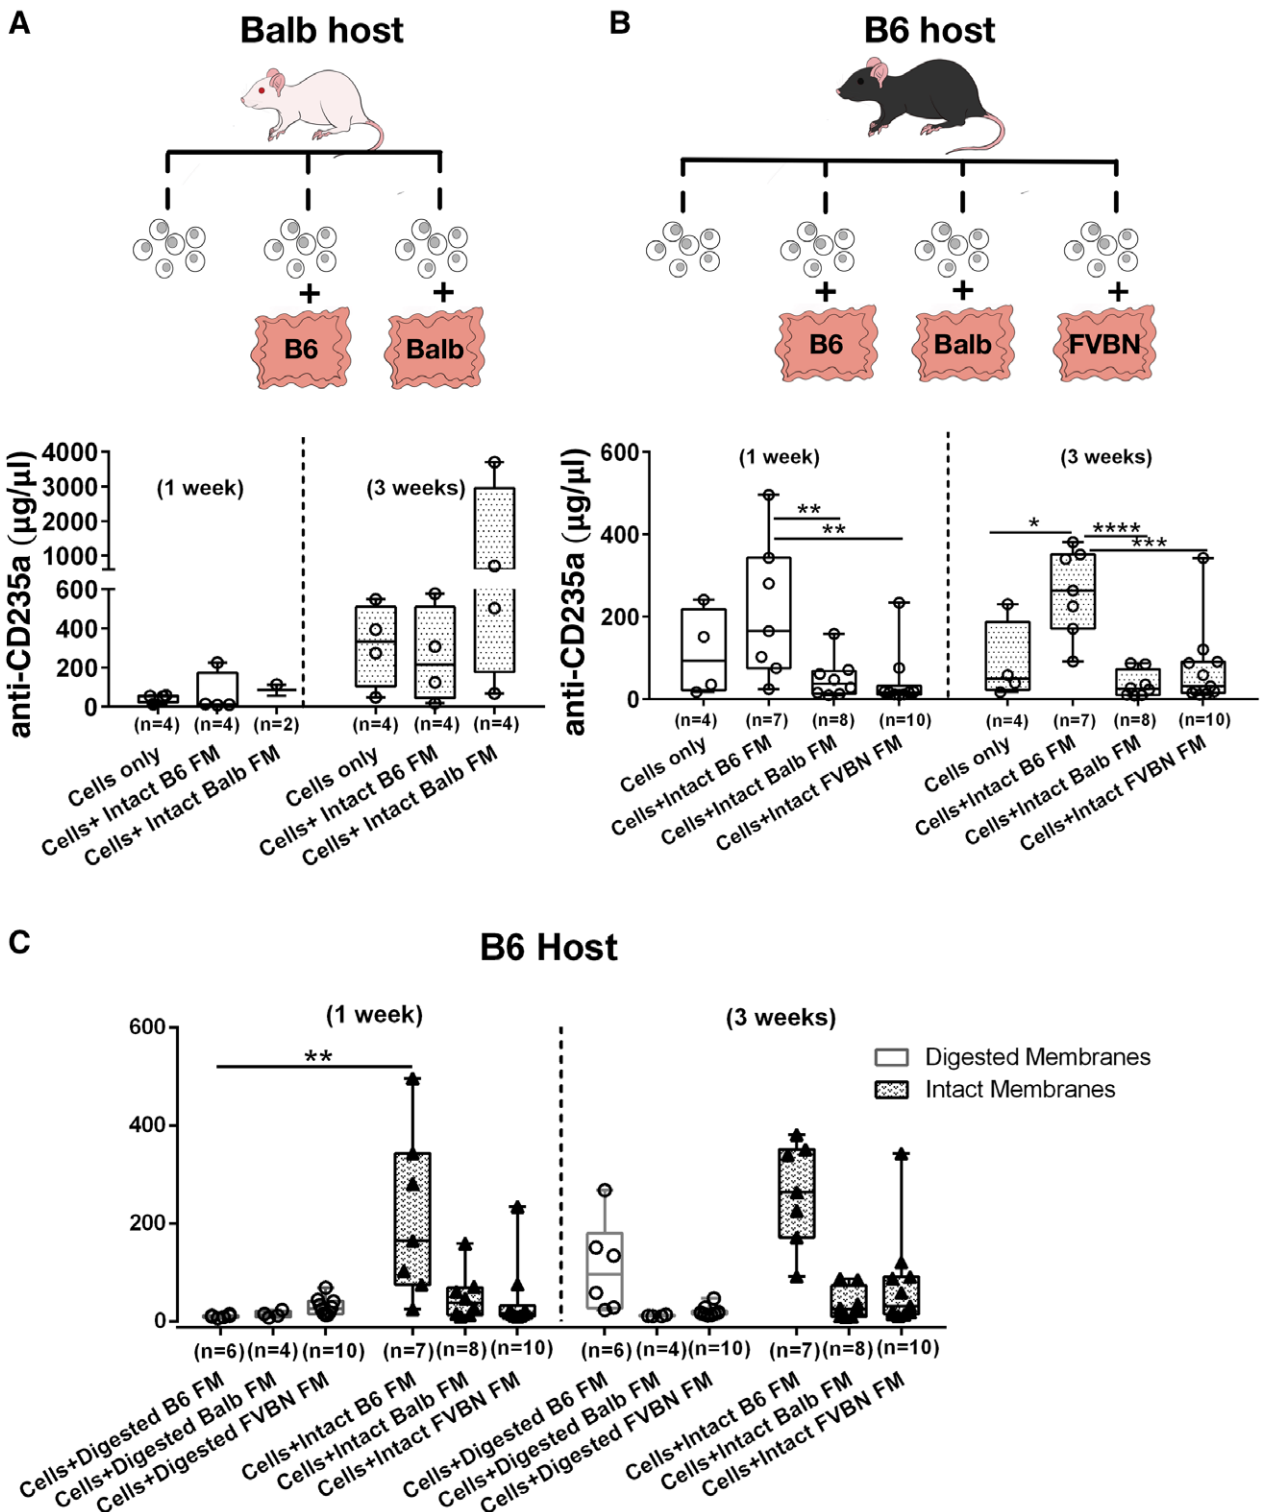 A
Balb host
B6
Balb
B
B6 host
B6
Balb
FVBN
anti-CD235a (µg/µl)
4000
3000
2000
1000
600
400
200
0
(1 week)
(3 weeks)
(n=4)
(n=4)
(n=2)
(n=4)
(n=4)
(n=4)
Cells only
Cells+ Intact B6 FM
Cells+ Intact Balb FM
Cells only
Cells+ Intact B6 FM
Cells+ Intact Balb FM
anti-CD235a (µg/µl)
600
400
200
0
(1 week)
(3 weeks)
**
**
*
****
***
(n=4)
(n=7)
(n=8)
(n=10)
(n=4)
(n=7)
(n=8)
(n=10)
Cells only
Cells+Intact B6 FM
Cells+Intact Balb FM
Cells+Intact FVBN FM
Cells only
Cells+Intact B6 FM
Cells+Intact Balb FM
Cells+Intact FVBN FM
C
B6 Host
(1 week)
(3 weeks)
600
400
200
0
**
Digested Membranes
Intact Membranes
(n=6)
(n=4)
(n=10)
(n=7)
(n=8)
(n=10)
(n=6)
(n=4)
(n=10)
(n=7)
(n=8)
(n=10)
Cells+Digested B6 FM
Cells+Digested Balb FM
Cells+Digested FVBN FM
Cells+Intact B6 FM
Cells+Intact Balb FM
Cells+Intact FVBN FM
Cells+Digested B6 FM
Cells+Digested Balb FM
Cells+Digested FVBN FM
Cells+Intact B6 FM
Cells+Intact Balb FM
Cells+Intact FVBN FM